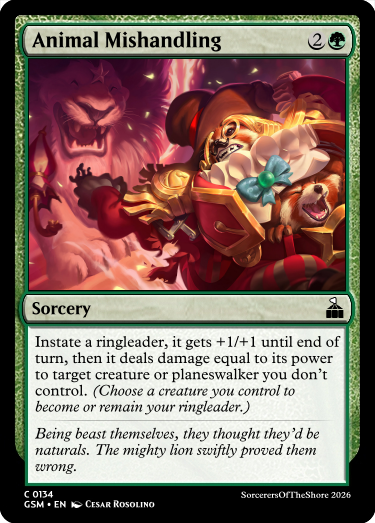 Animal Mishandling 2
Sorcery
Instate a ringleader, it gets +1/+1 until end of
turn, then it deals damage equal to its power
to target creature or planeswalker you don't
control. (Choose a creature you control to
become or remain your ringleader.)
Being beast themselves, they thought they'd be
naturals. The mighty lion swiftly proved them
wrong.
C 0134
GSM • EN Cesar Rosolino
SorcerersOfTheShore 2026